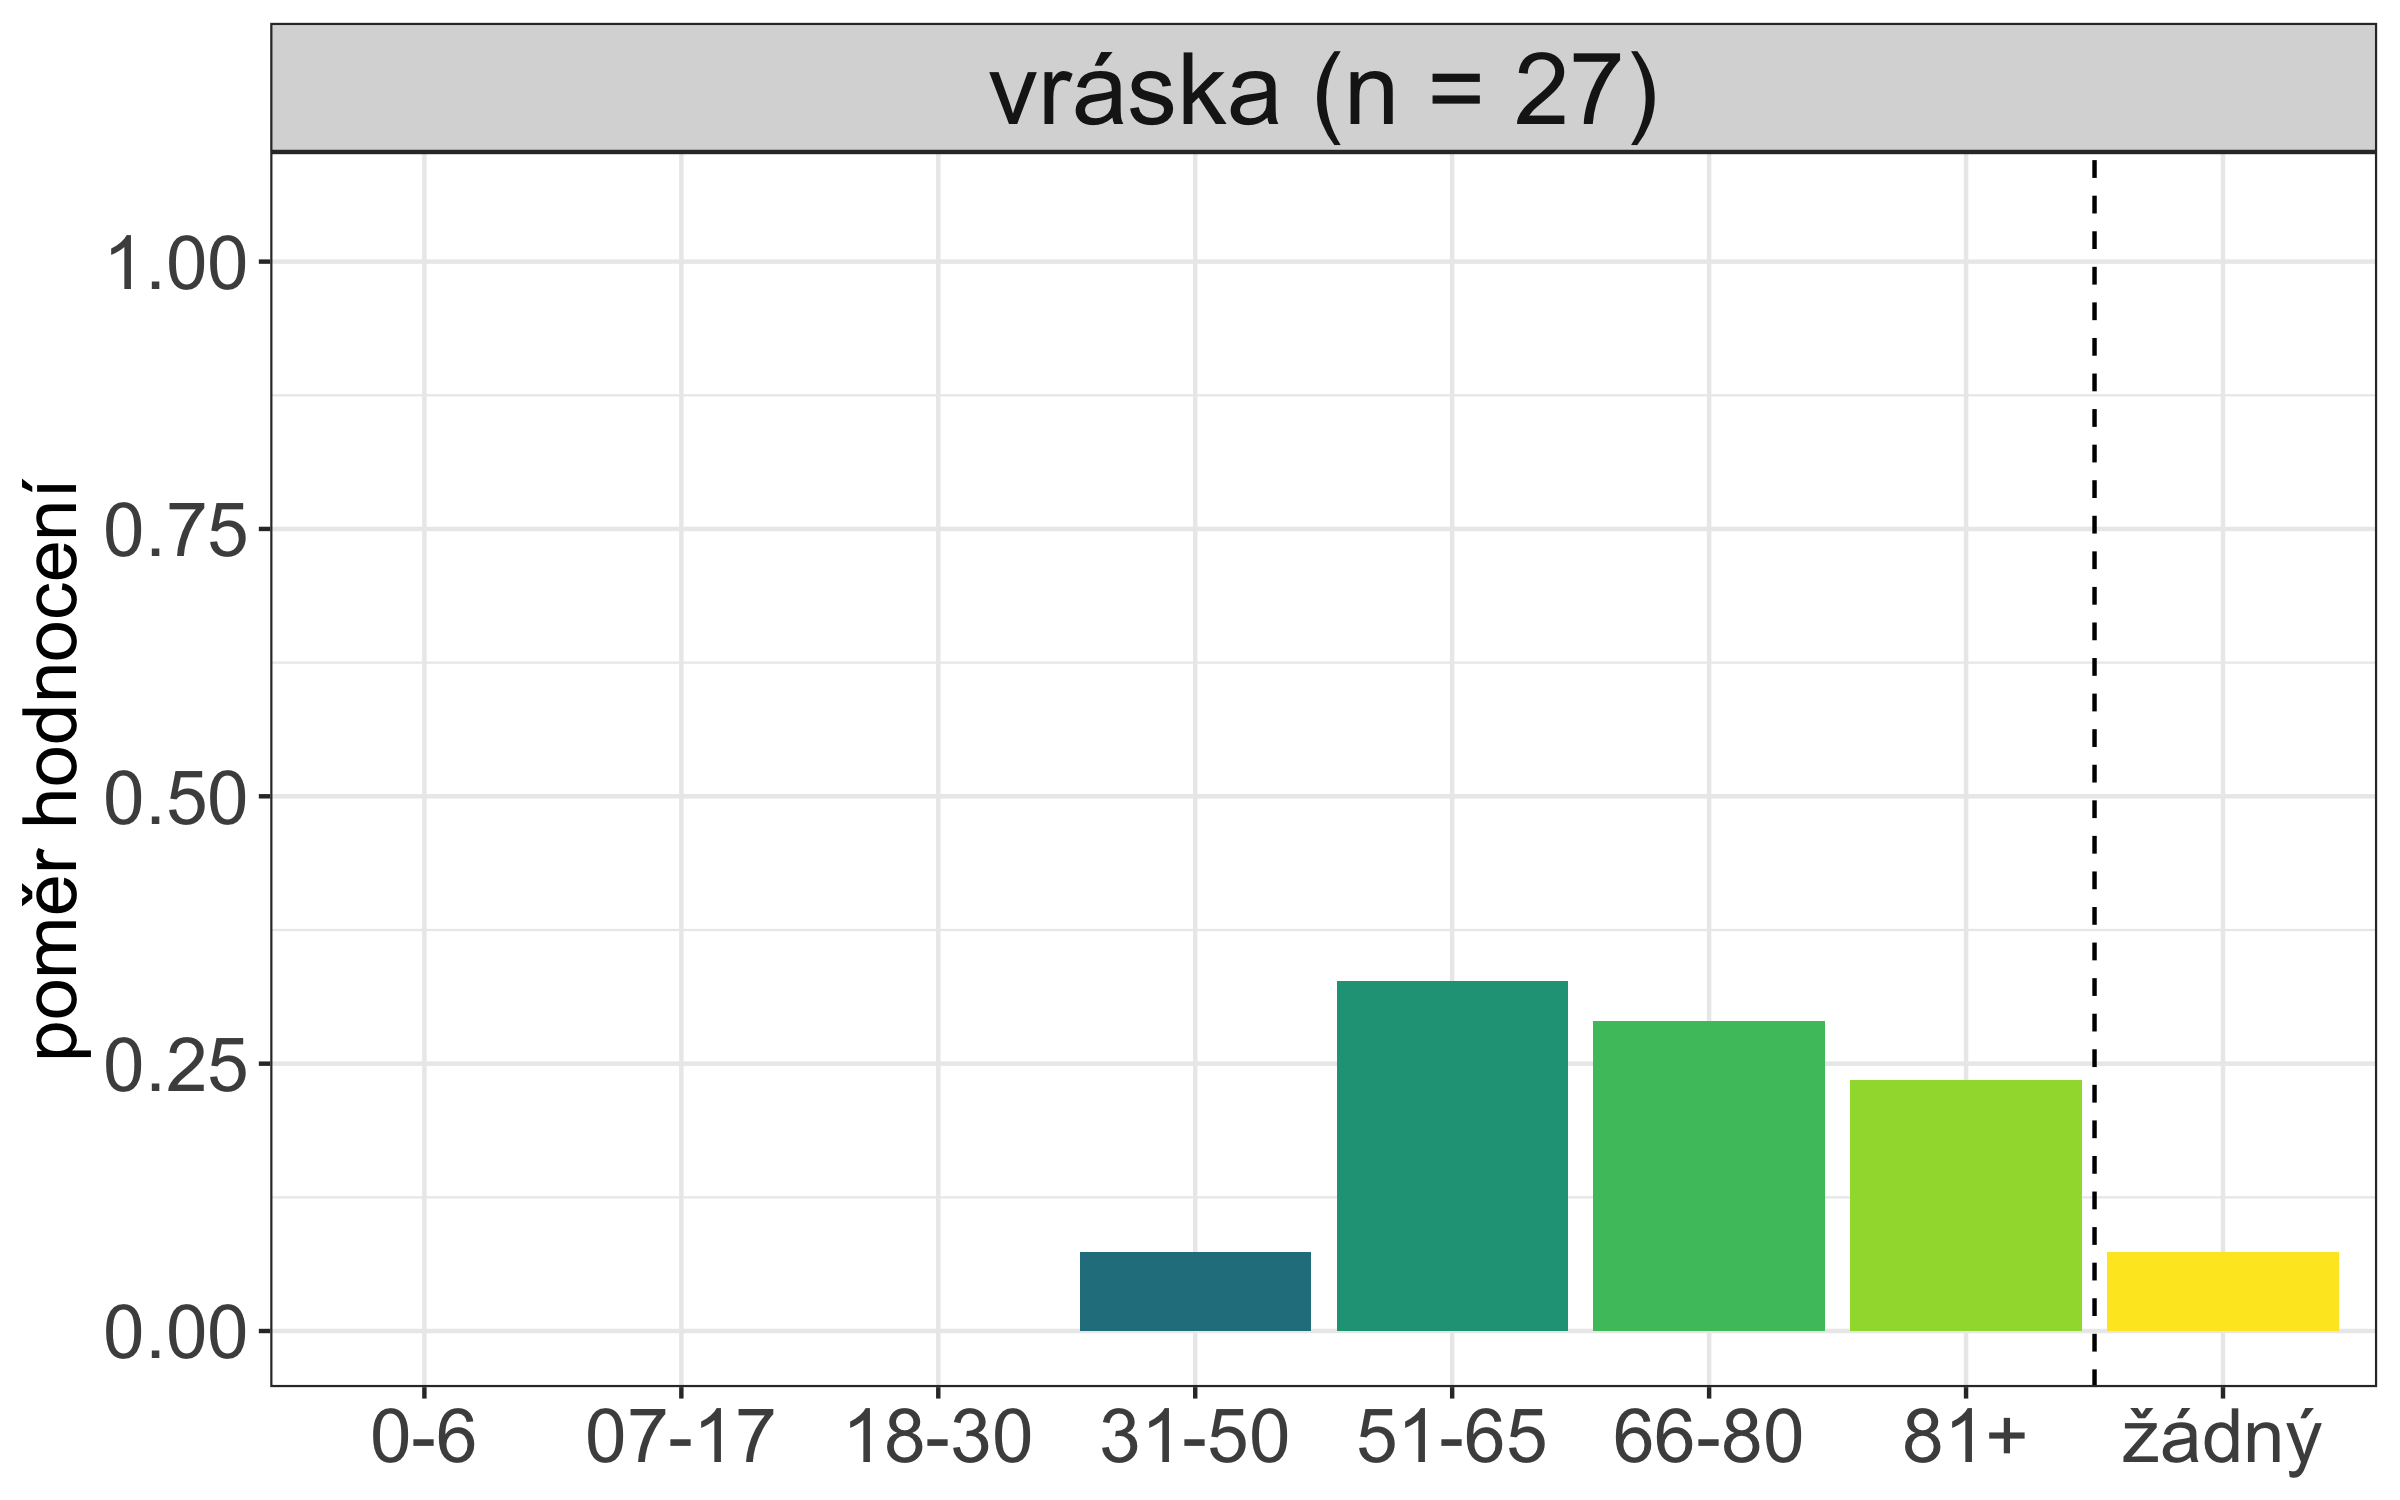 vráska (n = 27)
poměr hodnocení
1.00
0.75
0.50
0.25
0.00
0-6 07-17 18-30 31-50 51-65 66-80 81+ žádný